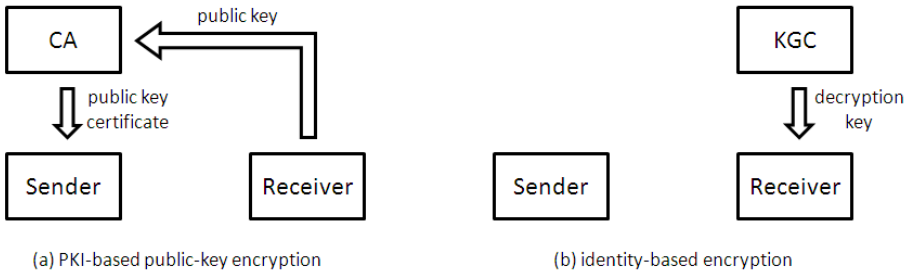 public key
CA
KGC
public key
certificate
decryption
key
Sender
Receiver
Sender
Receiver
(a) PKI-based public-key encryption
(b) identity-based encryption